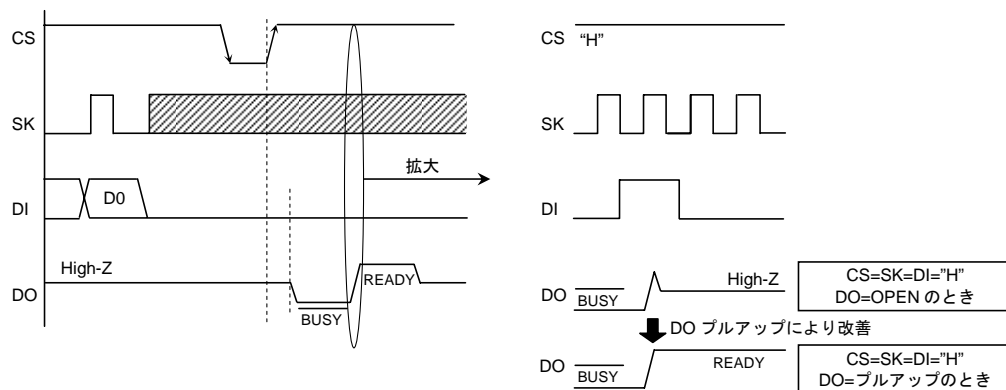 CS
SK
DI
D0
拡大
High-Z
DO
BUSY
READY
CS "H"
SK
DI
DO
BUSY
High-Z
CS=SK=DI="H"
DO=OPEN のとき
DO プルアップにより改善
DO
BUSY
READY
CS=SK=DI="H"
DO=プルアップのとき